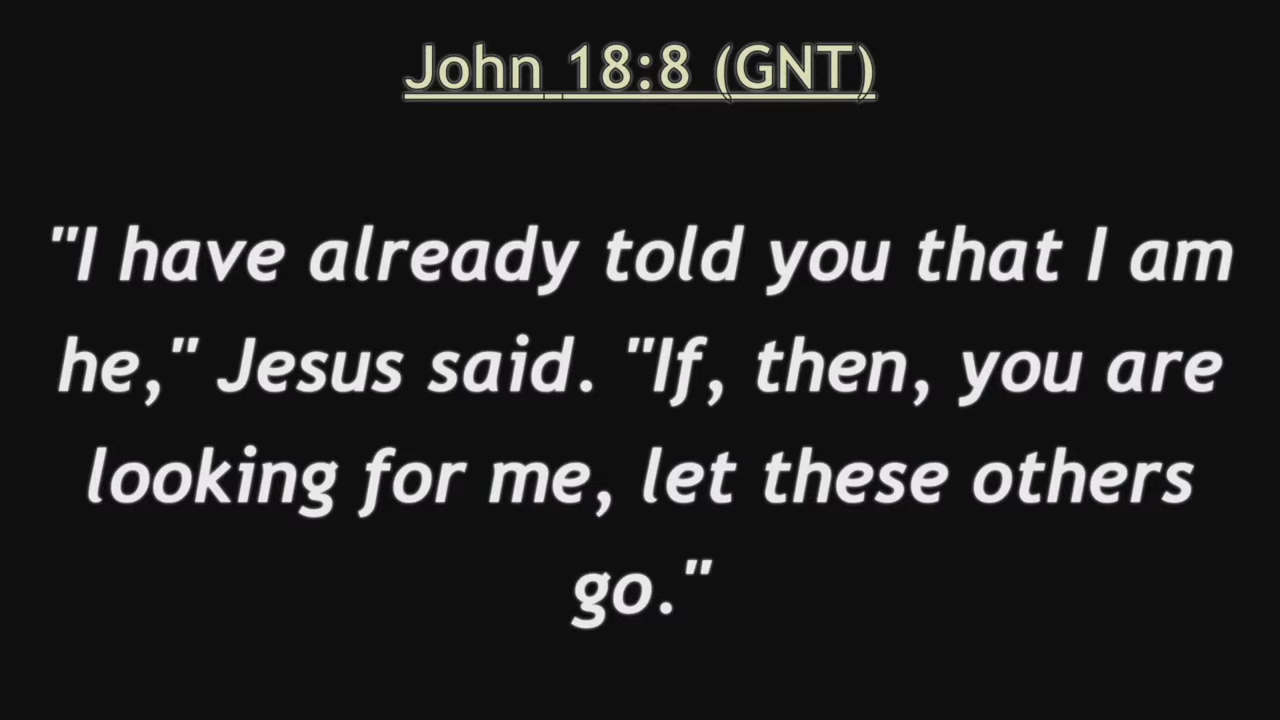 John 18:8 (GNT)
"I have already told you that I am
he," Jesus said. "If, then, you are
looking for me, let these others
go."